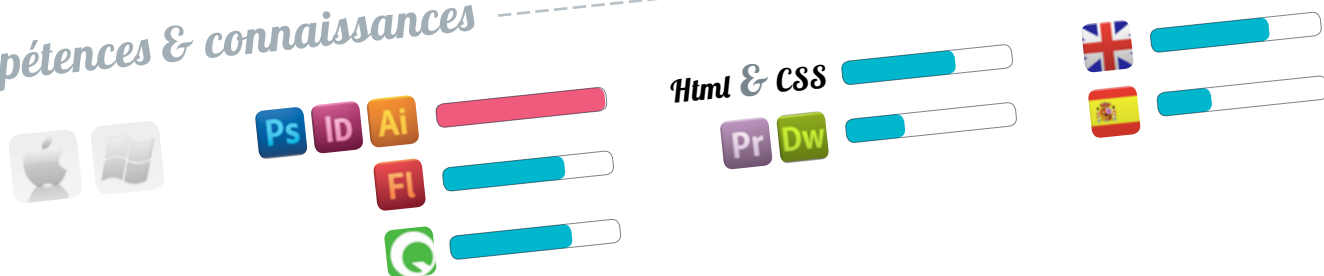 pétences & connaissances
Html & CSS
Ps ID Ai
Pr Dw
Fl